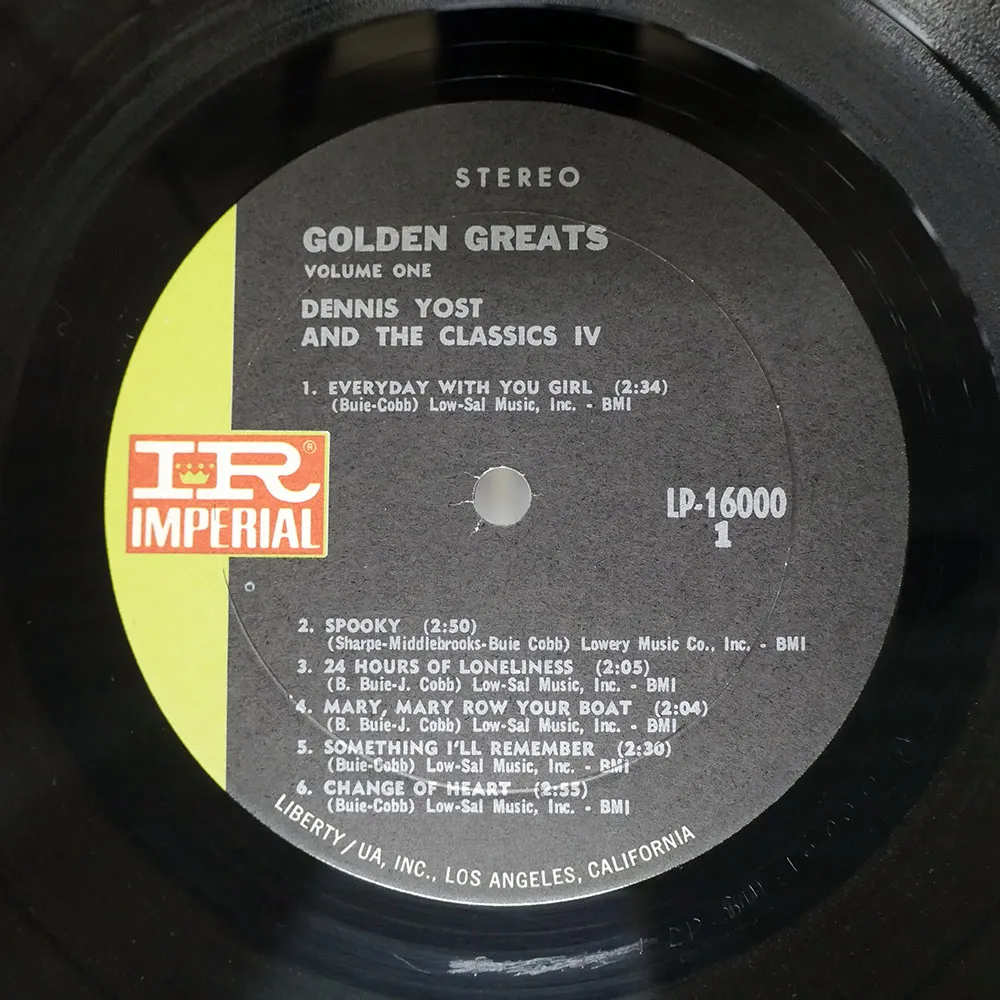 STEREO
GOLDEN GREATS
VOLUME ONE
DENNIS YOST
AND THE CLASSICS IV
1. EVERYDAY WITH YOU GIRL (2:34)
(Buie-Cobb) Low-Sal Music, Inc. - BMI
IR®
IMPERIAL
LP-16000
1
2. SPOOKY (2:50)
(Sharpe-Middlebrooks-Buie Cobb) Lowery Music Co., Inc. - BMI
3. 24 HOURS OF LONELINESS (2:05)
(B. Buie-J. Cobb) Low-Sal Music, Inc. - BMI
4. MARY, MARY ROW YOUR BOAT (2:04)
(B. Buie-J. Cobb) Low-Sal Music, Inc. - BMI
5. SOMETHING I'LL REMEMBER (2:30)
(Buie-Cobb) Low-Sal Music, Inc. - BMI
6. CHANGE OF HEART (2:55)
(Buie-Cobb) Low-Sal Music, Inc. - BMI
LIBERTY/UA, INC., LOS ANGELES, CALIFORNIA